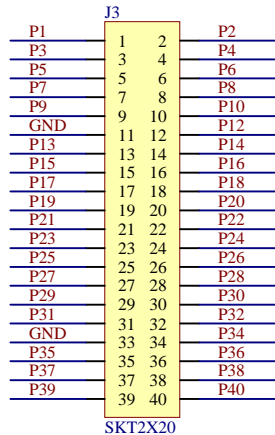 J3
P1 1 2 P2
P3 3 4 P4
P5 5 6 P6
P7 7 8 P8
P9 9 10 P10
GND 11 12 P12
P13 13 14 P14
P15 15 16 P16
P17 17 18 P18
P19 19 20 P20
P21 21 22 P22
P23 23 24 P24
P25 25 26 P26
P27 27 28 P28
P29 29 30 P30
P31 31 32 P32
GND 33 34 P34
P35 35 36 P36
P37 37 38 P38
P39 39 40 P40
SKT2X20